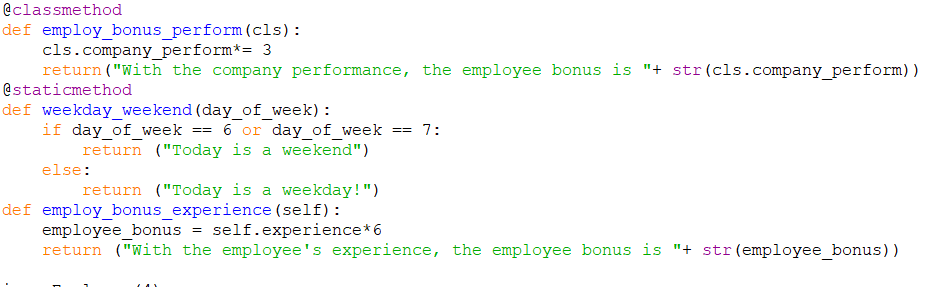 @classmethod
def employ_bonus_perform(cls):
    cls.company_perform*= 3
    return("With the company performance, the employee bonus is "+ str(cls.company_perform))
@staticmethod
def weekday_weekend(day_of_week):
    if day_of_week == 6 or day_of_week == 7:
        return ("Today is a weekend")
    else:
        return ("Today is a weekday!")
def employ_bonus_experience(self):
    employee_bonus = self.experience*6
    return ("With the employee's experience, the employee bonus is "+ str(employee_bonus))